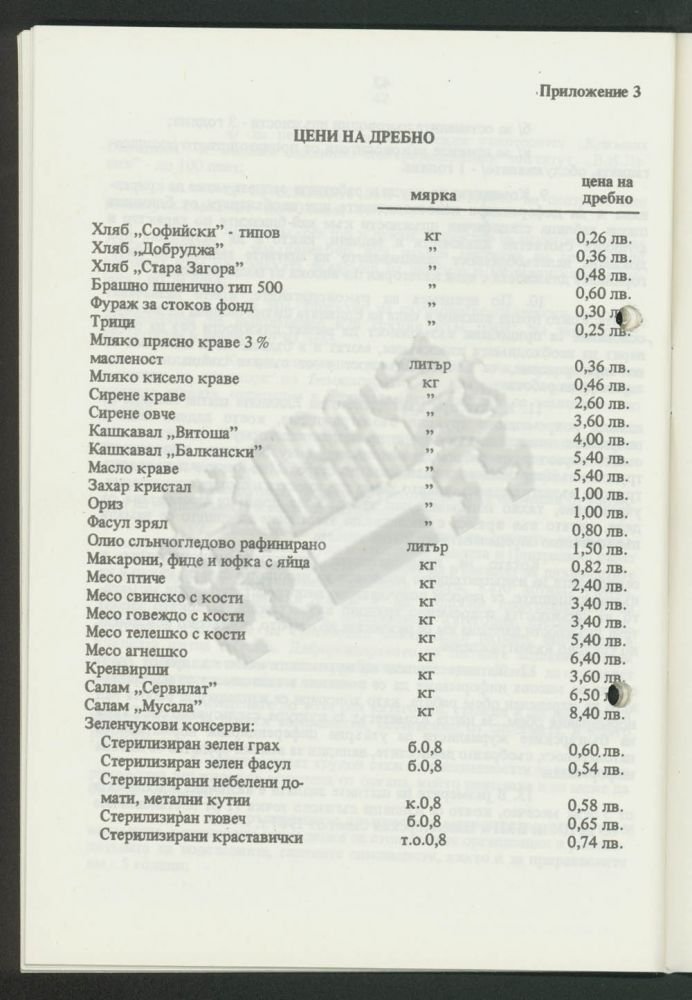 Приложение 3
ЦЕНИ НА ДРЕБНО
мярка цена на
дребно
Хляб „Софийски" - типов кг 0,26 лв.
Хляб „Добруджа" " 0,36 лв.
Хляб „Стара Загора" " 0,48 лв.
Брашно пшенично тип 500 " 0,60 лв.
Фураж за стоков фонд " 0,30
Трици " 0,25 лв.
Мляко прясно краве 3 %
масленост литър 0,36 лв.
Мляко кисело краве кг 0,46 лв.
Сирене краве " 2,60 лв.
Сирене овче " 3,60 лв.
Кашкавал „Витоша" " 4,00 лв.
Кашкавал „Балкански" " 5,40 лв.
Масло краве " 5,40 лв.
Захар кристал " 1,00 лв.
Ориз " 1,00 лв.
Фасул зрял " 0,80 лв.
Олио слънчогледово рафинирано литър 1,50 лв.
Макарони, фиде и юфка с яйца кг 0,82 лв.
Месо птиче кг 2,40 лв.
Месо свинско с кости кг 3,40 лв.
Месо говеждо с кости кг 3,40 лв.
Месо телешко с кости кг 5,40 лв.
Месо агнешко кг 6,40 лв.
Кренвирши кг 3,60 лв.
Салам „Сервилат" кг 6,50
Салам „Мусала" кг 8,40 лв.
Зеленчукови консерви:
Стерилизиран зелен грах б.0,8 0,60 лв.
Стерилизиран зелен фасул б.0,8 0,54 лв.
Стерилизирани небелени до-
мати, метални кутии к.0,8 0,58 лв.
Стерилизиран гювеч б.0,8 0,65 лв.
Стерилизирани краставички т.о.0,8 0,74 лв.